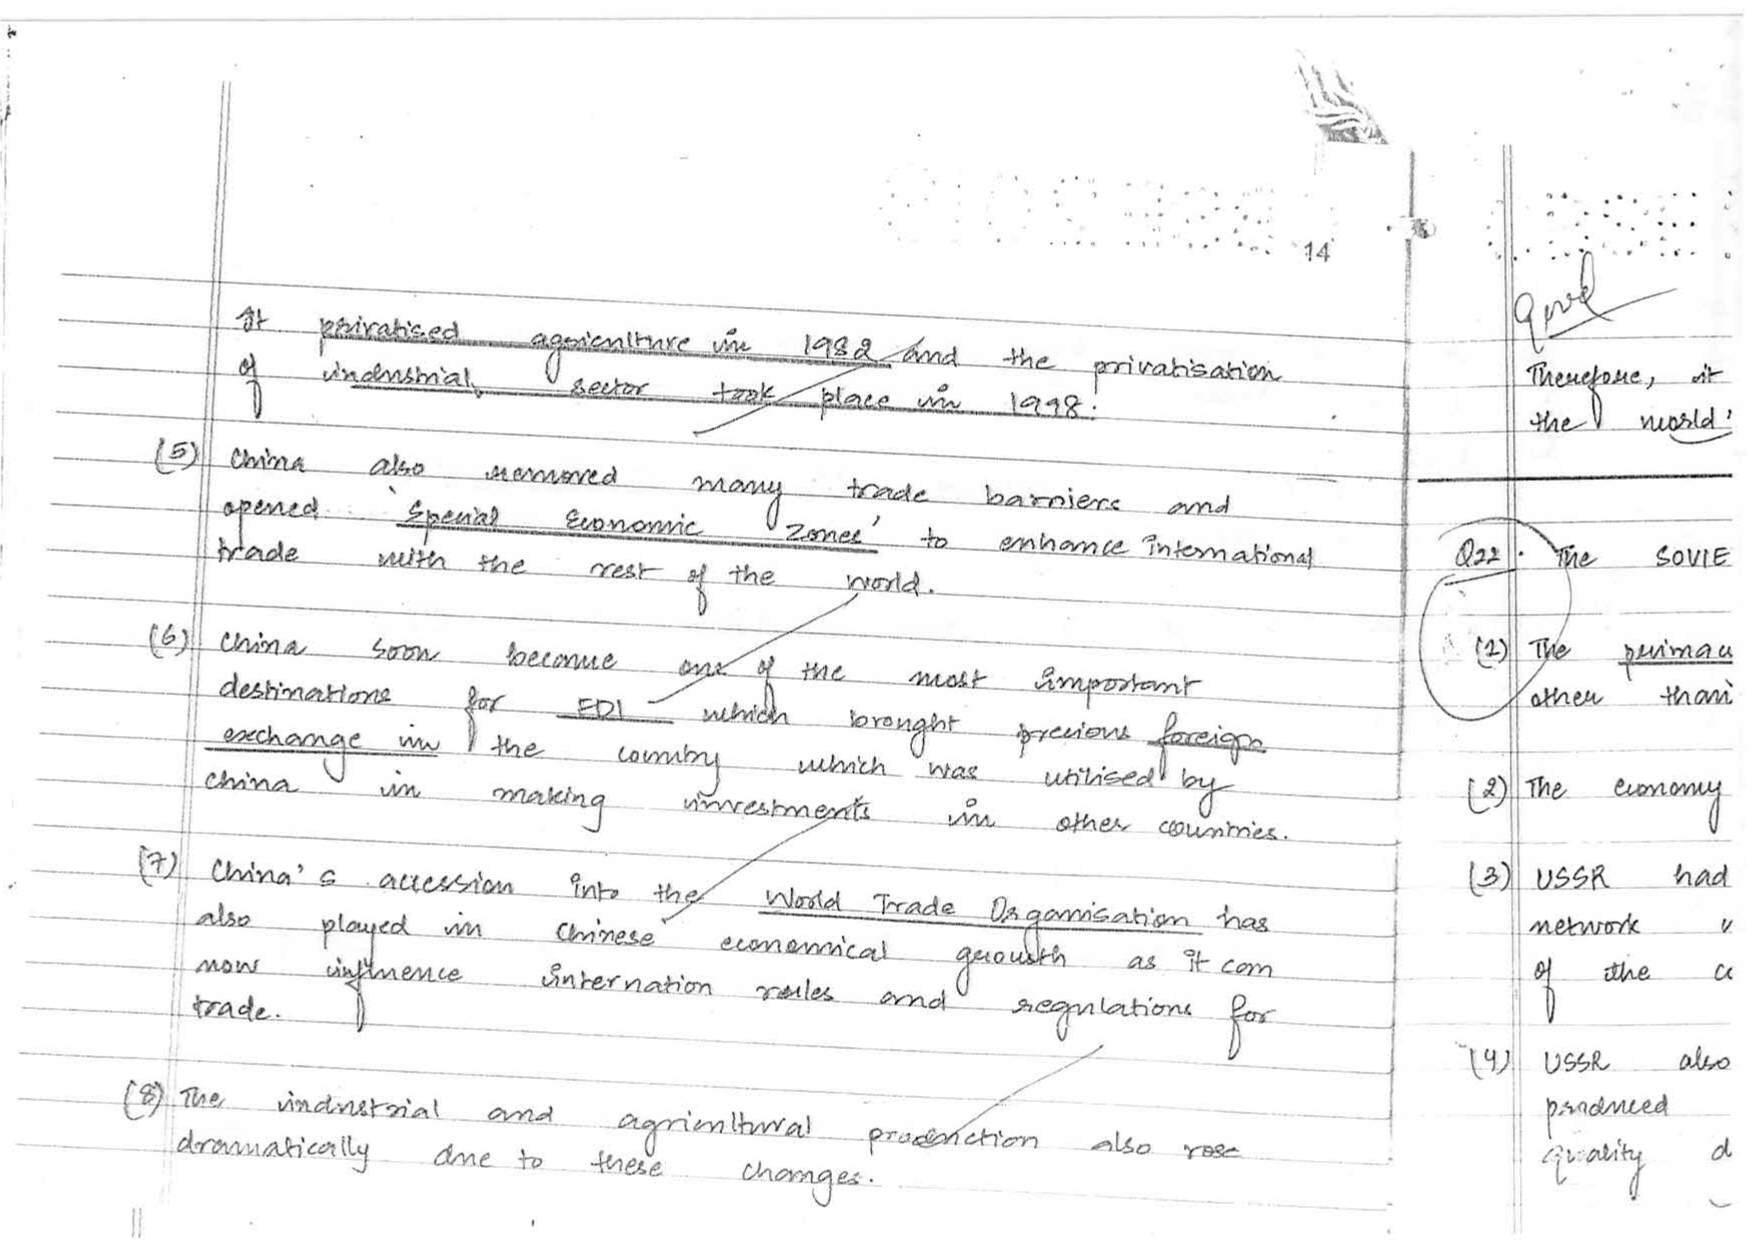 14
It privatised agriculture in 1982 and the privatisation
of industrial sector took place in 1998.
(5) China also removed many trade barriers and
opened 'Special Economic Zones' to enhance international
trade with the rest of the world.
(6) China soon became one of the most important
destinations for FDI which brought precious foreign
exchange in the country which was utilised by
China in making investments in other countries.
(7) China's accession into the World Trade Organisation has
also played in Chinese economical growth as it can
now influence internation rules and regulations for
trade.
(8) The industrial and agricultural production also rose
dramatically due to these changes.
Good
Therefore, it
the world'
Q22. The SOVIE
(1) The primar
other than
(2) The economy
(3) USSR had
network
of the
(4) USSR also
produced
quality d